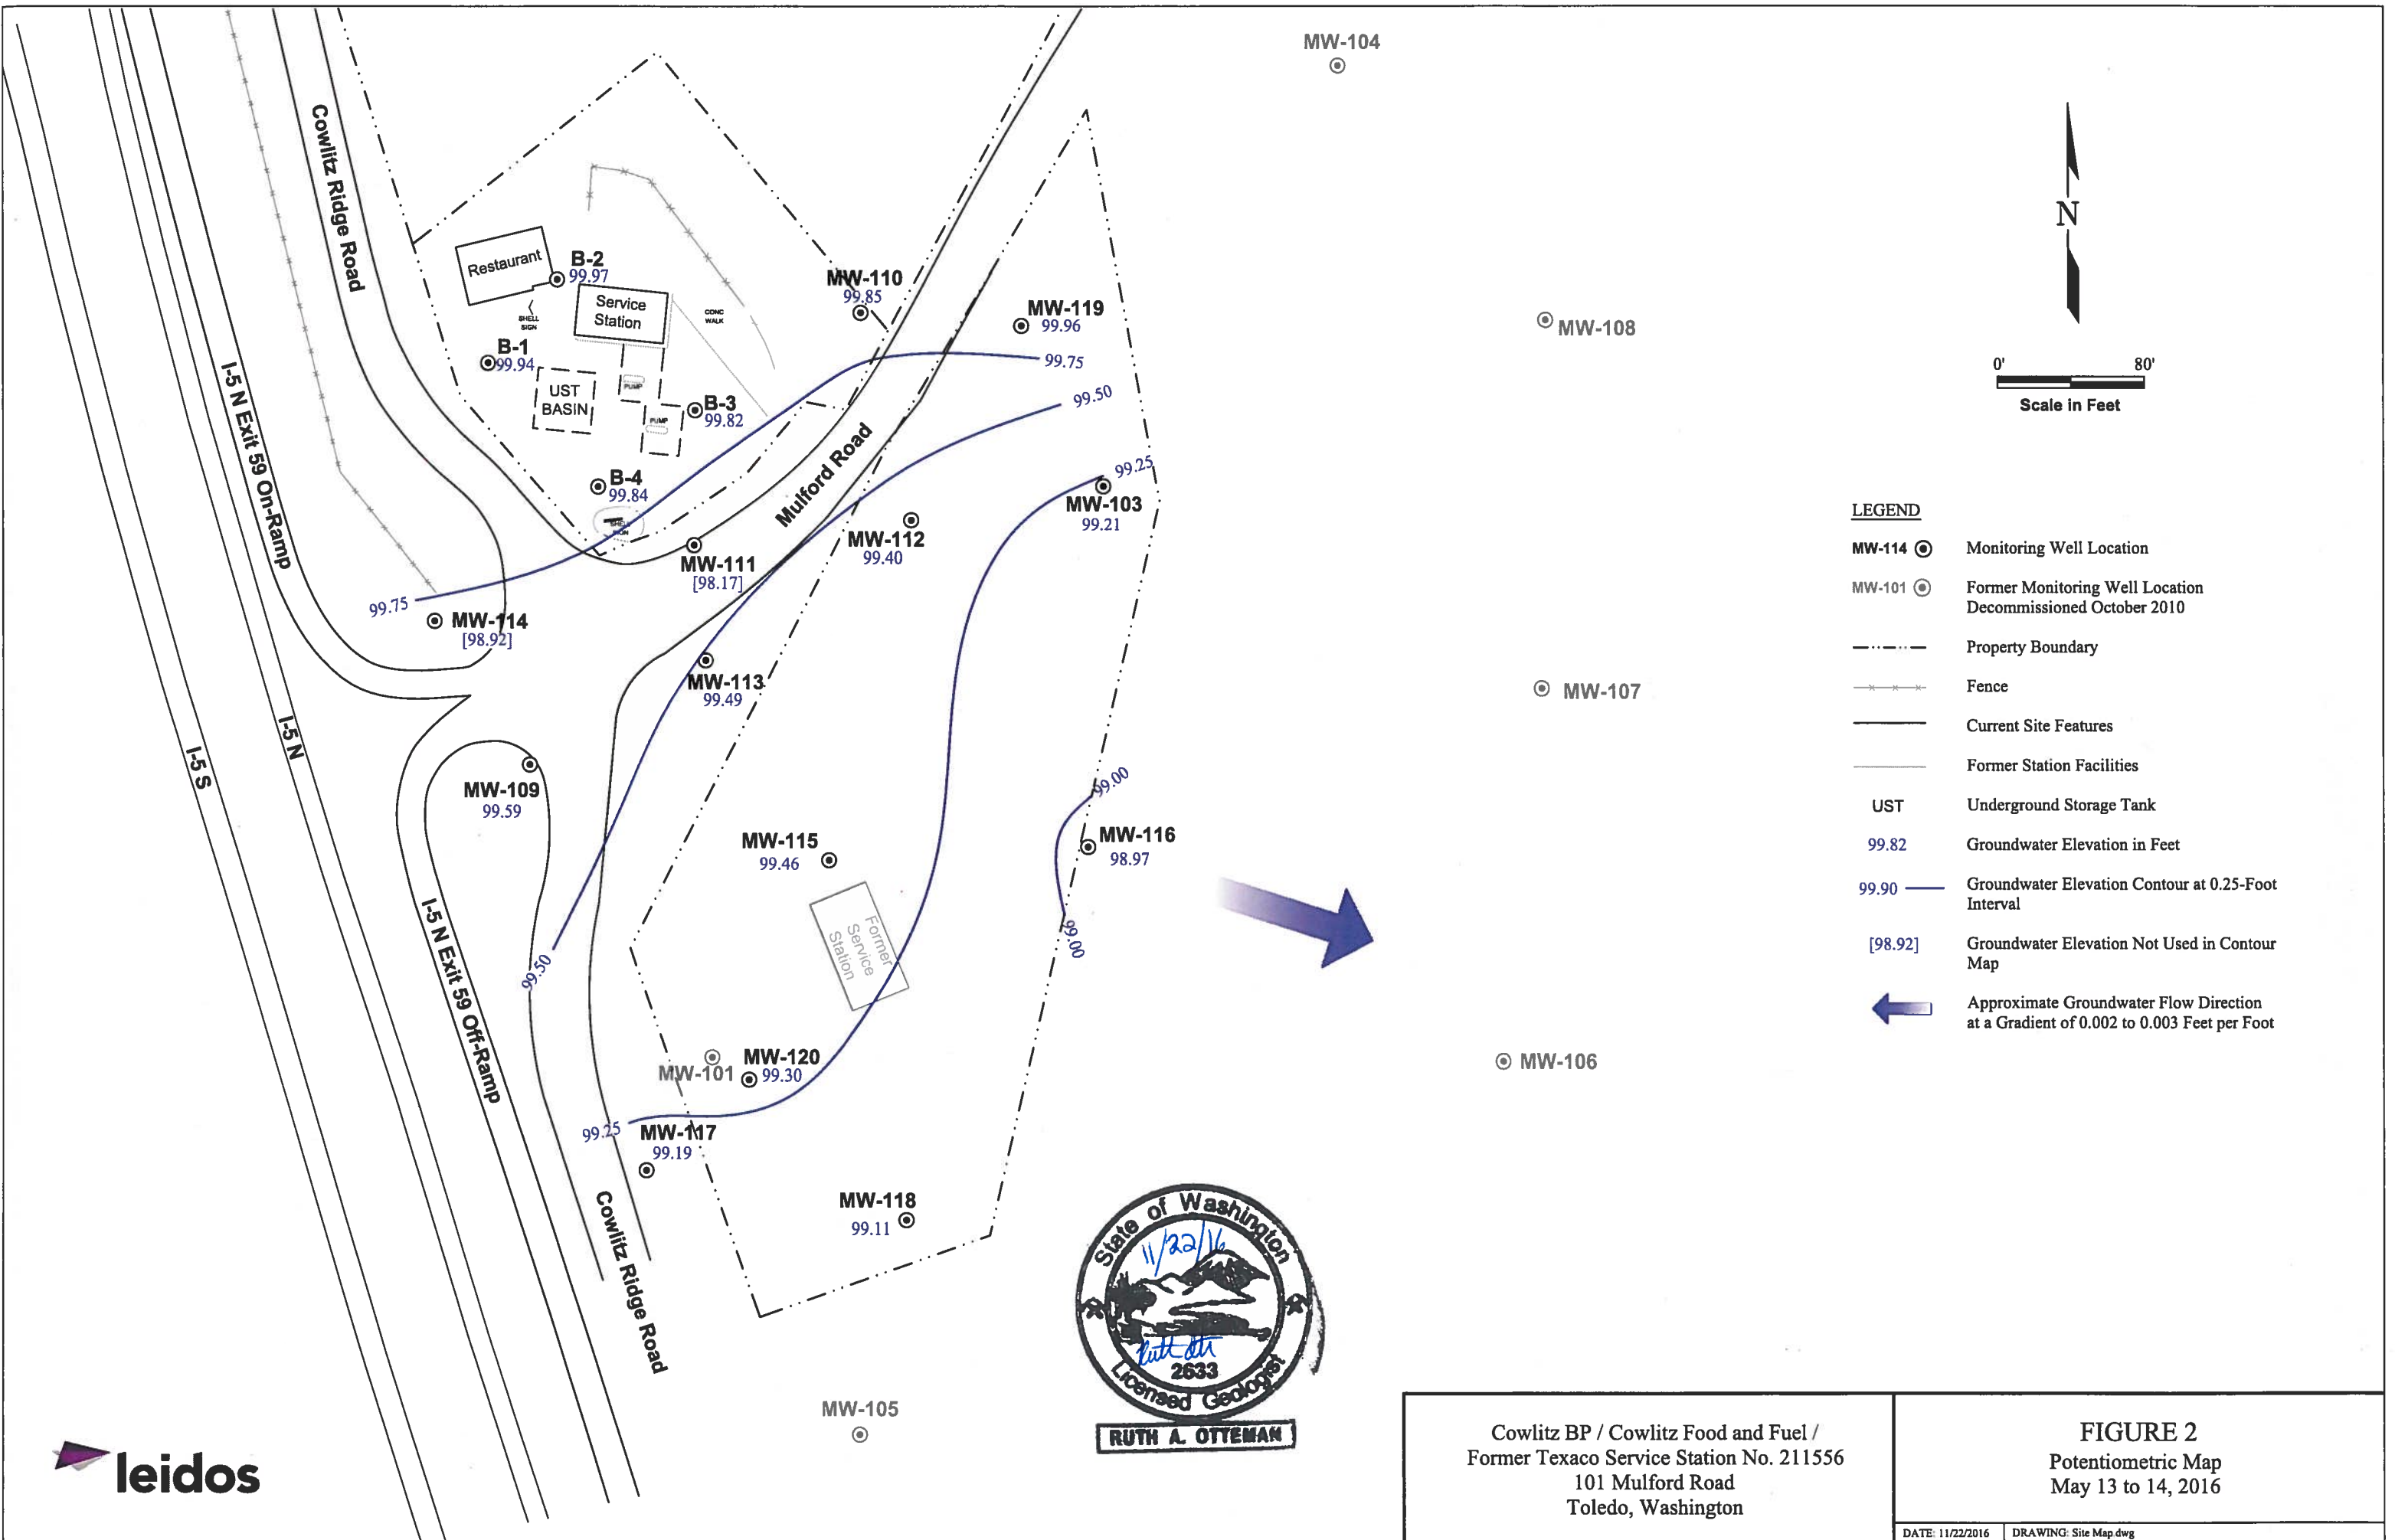 MW-104
Cowlitz Ridge Road
Restaurant
B-2
99.97
SHELL
SIGN
Service
Station
CONC
WALK
MW-110
99.85
MW-119
99.96
MW-108
N
0'
80'
Scale in Feet
B-1
99.94
UST
BASIN
PUMP
PUMP
B-3
99.82
99.75
99.50
99.25
I-5 N Exit 59 On-Ramp
Mulford Road
B-4
99.84
SHELL
SIGN
MW-111
[98.17]
MW-112
99.40
MW-103
99.21
99.75
MW-114
[98.92]
MW-113
99.49
MW-107
I-5 N
I-5 S
MW-109
99.59
99.00
MW-115
99.46
MW-116
98.97
99.00
Former
Service
Station
99.50
I-5 N Exit 59 Off-Ramp
MW-101
MW-120
99.30
MW-106
99.25
MW-117
99.19
MW-118
99.11
Cowlitz Ridge Road
MW-105
LEGEND
MW-114 Monitoring Well Location
MW-101 Former Monitoring Well Location
Decommissioned October 2010
Property Boundary
Fence
Current Site Features
Former Station Facilities
UST Underground Storage Tank
99.82 Groundwater Elevation in Feet
99.90 Groundwater Elevation Contour at 0.25-Foot
Interval
[98.92] Groundwater Elevation Not Used in Contour
Map
Approximate Groundwater Flow Direction
at a Gradient of 0.002 to 0.003 Feet per Foot
State of Washington
11/22/16
2633
Licensed Geologist
RUTH A. OTTEMAN
leidos
Cowlitz BP / Cowlitz Food and Fuel /
Former Texaco Service Station No. 211556
101 Mulford Road
Toledo, Washington
FIGURE 2
Potentiometric Map
May 13 to 14, 2016
DATE: 11/22/2016 DRAWING: Site Map.dwg